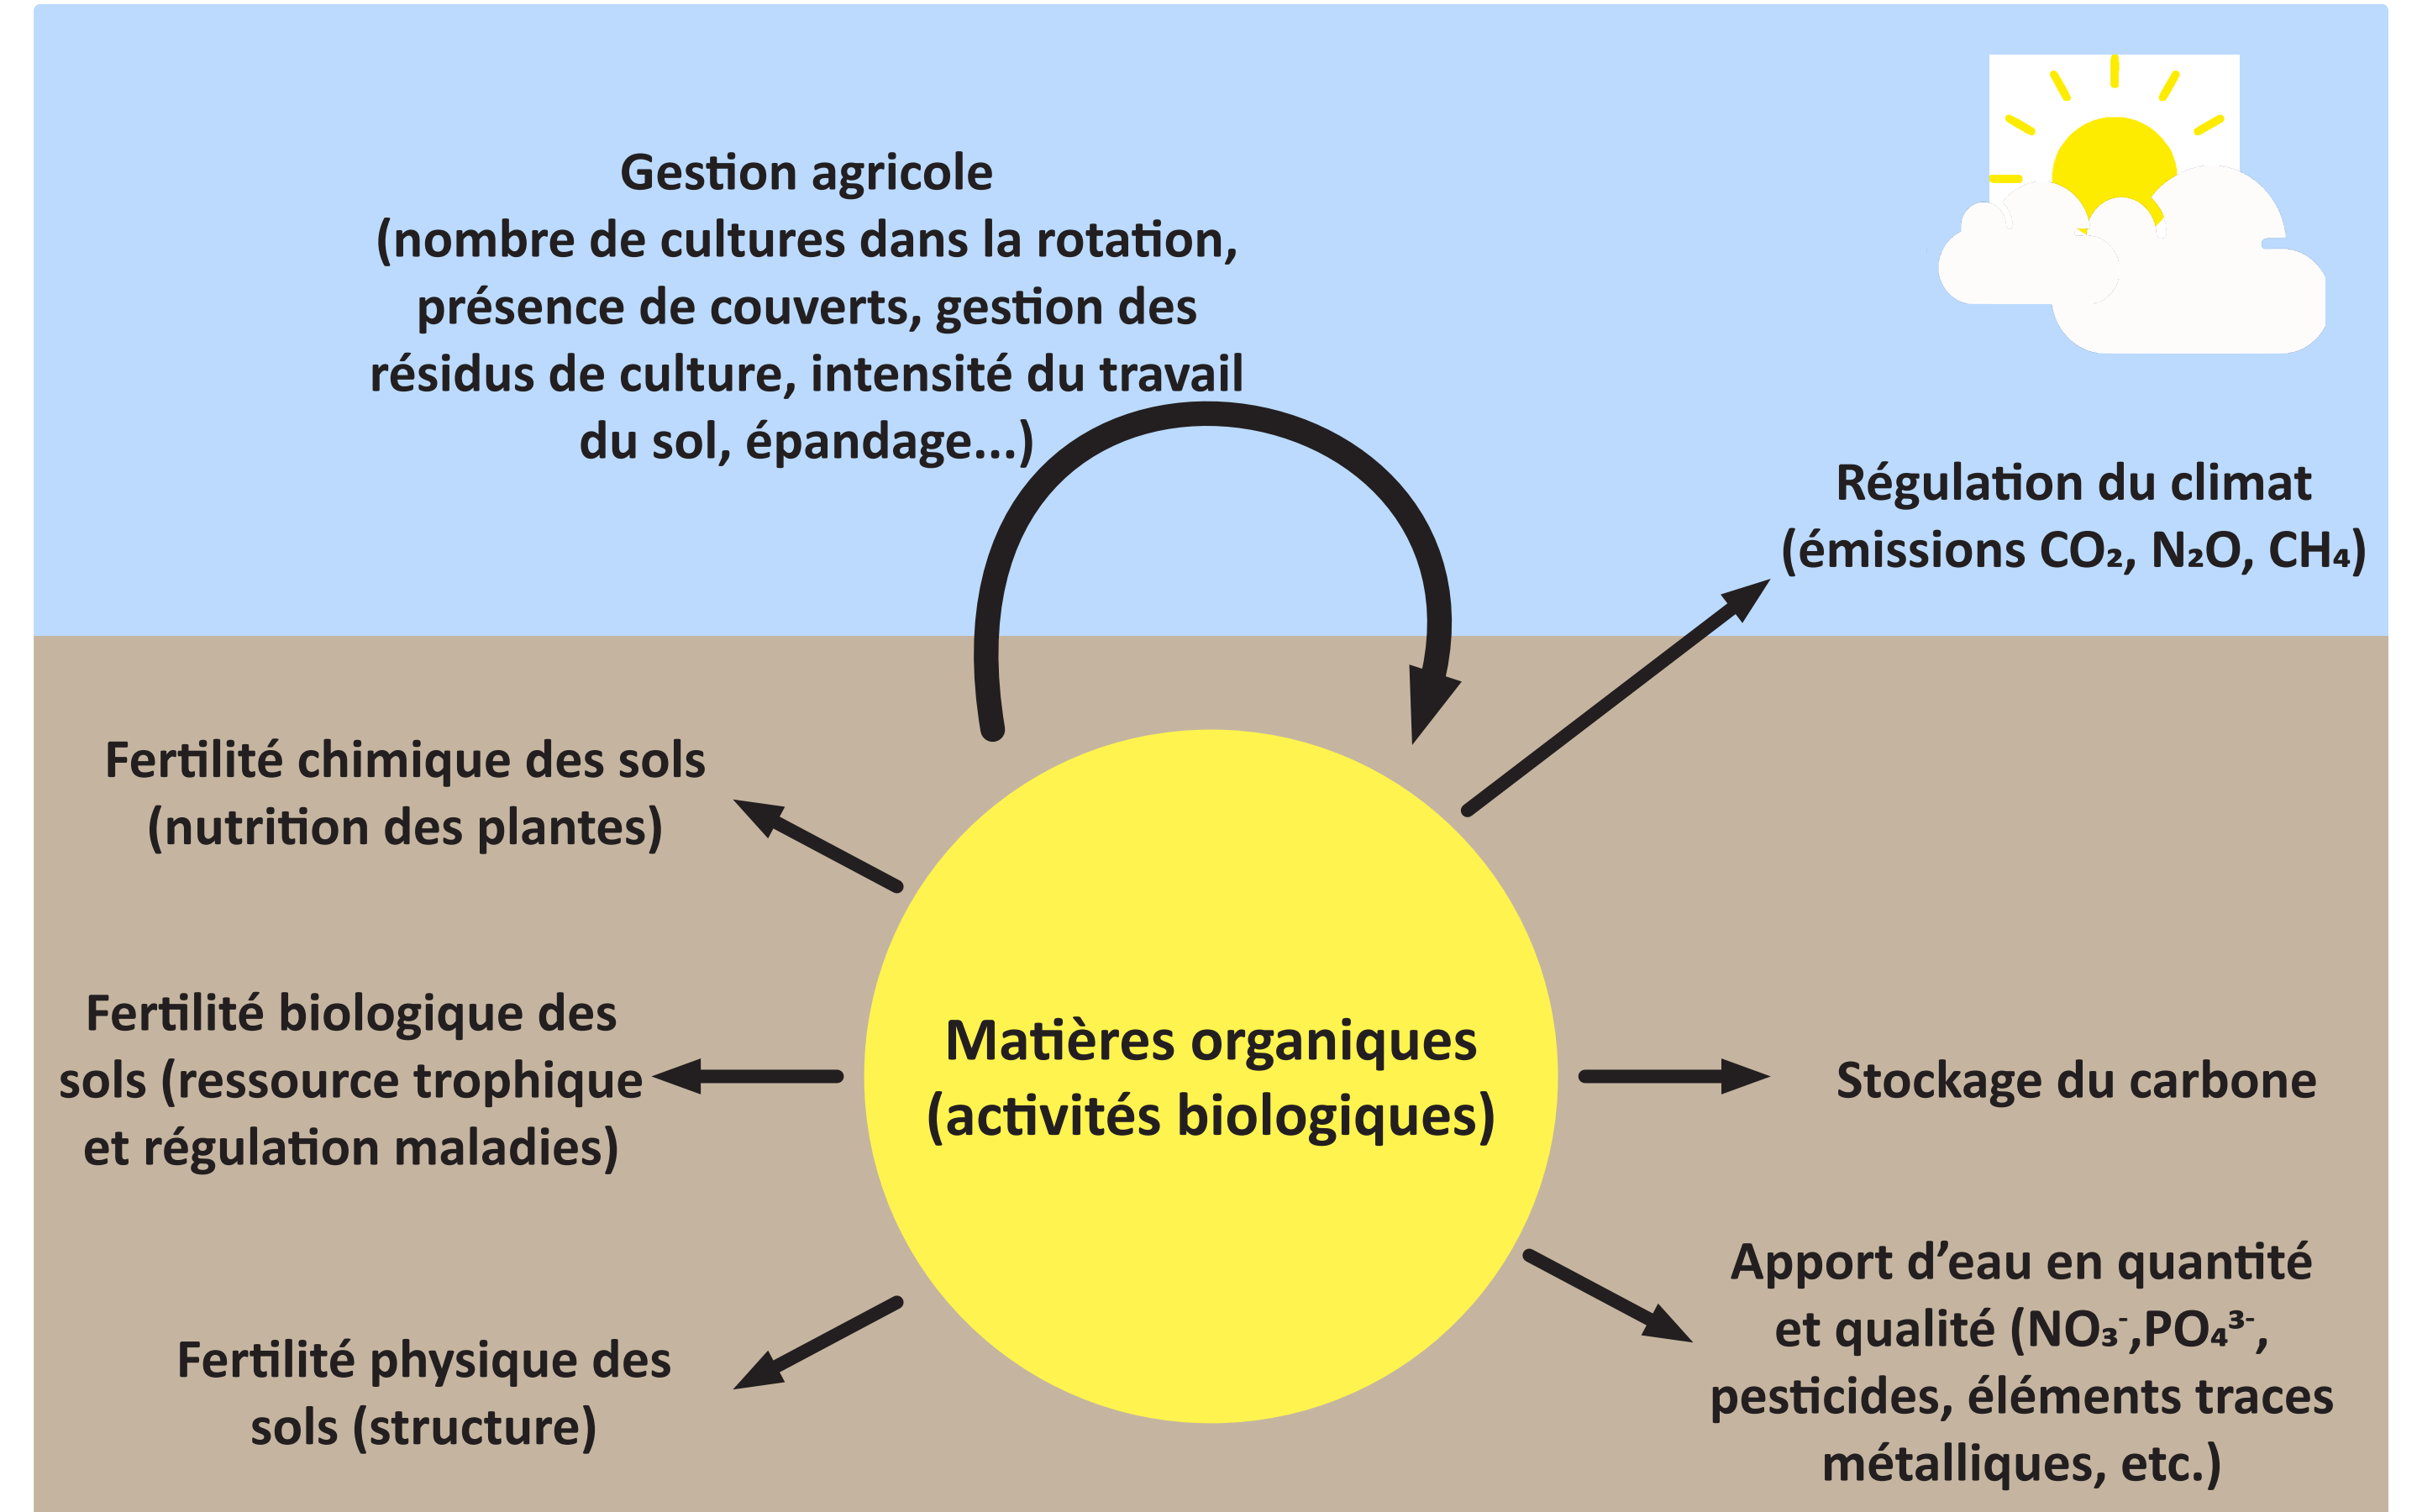 Gestion agricole
(nombre de cultures dans la rotation,
présence de couverts, gestion des
résidus de culture, intensité du travail
du sol, épandage...)
Régulation du climat
(émissions CO₂, N₂O, CH₄)
Fertilité chimique des sols
(nutrition des plantes)
Fertilité biologique des
sols (ressource trophique
et régulation maladies)
Fertilité physique des
sols (structure)
Matières organiques
(activités biologiques)
Stockage du carbone
Apport d’eau en quantité
et qualité (NO₃⁻,PO₄³⁻,
pesticides, éléments traces
métalliques, etc.)